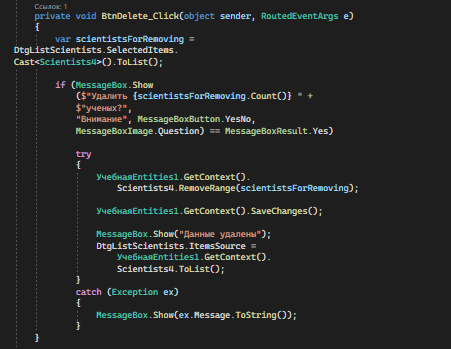 Ссылок: 1
private void BtnDelete_Click(object sender, RoutedEventArgs e)
{
var scientistsForRemoving =
DtgListScientists.SelectedItems.
Cast<Scientists4>().ToList();
if (MessageBox.Show
($"Удалить {scientistsForRemoving.Count()} " +
$"ученых?",
"Внимание", MessageBoxButton.YesNo,
MessageBoxImage.Question) == MessageBoxResult.Yes)
try
{
УчебнаяEntities1.GetContext().
Scientists4.RemoveRange(scientistsForRemoving);
УчебнаяEntities1.GetContext().SaveChanges();
MessageBox.Show("Данные удалены");
DtgListScientists.ItemsSource =
УчебнаяEntities1.GetContext().
Scientists4.ToList();
}
catch (Exception ex)
{
MessageBox.Show(ex.Message.ToString());
}
}